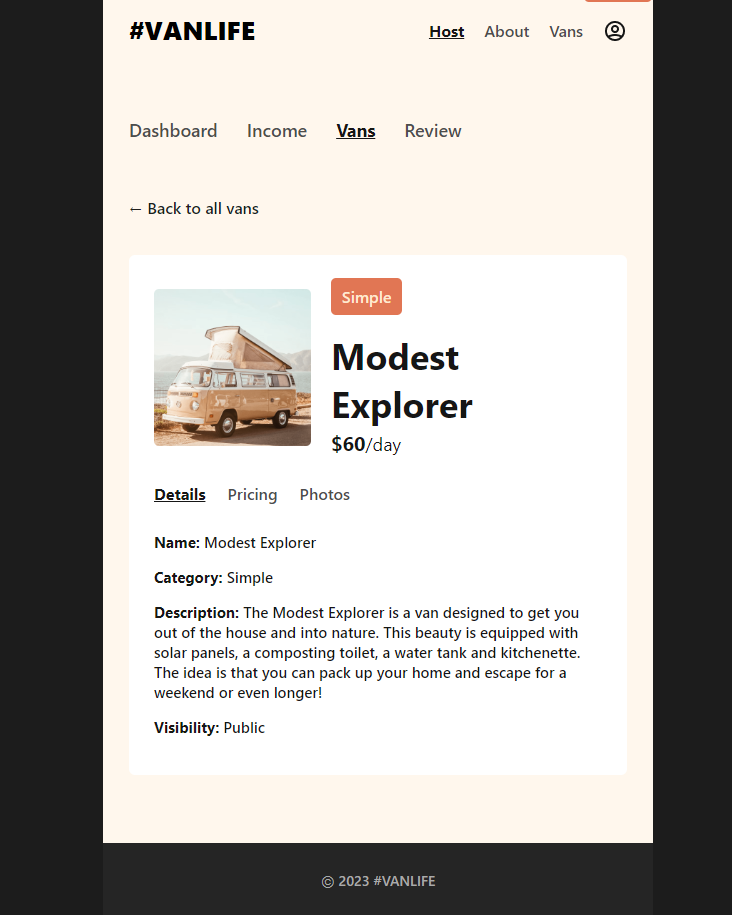 #VANLIFE
Host About Vans
Dashboard Income Vans Review
← Back to all vans
Simple
Modest
Explorer
$60/day
Details Pricing Photos
Name: Modest Explorer
Category: Simple
Description: The Modest Explorer is a van designed to get you
out of the house and into nature. This beauty is equipped with
solar panels, a composting toilet, a water tank and kitchenette.
The idea is that you can pack up your home and escape for a
weekend or even longer!
Visibility: Public
© 2023 #VANLIFE